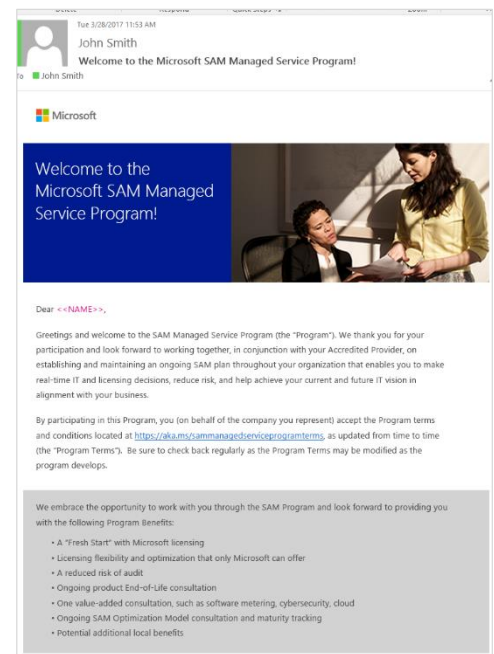 Tue 3/28/2017 11:53 AM
John Smith
Welcome to the Microsoft SAM Managed Service Program!
To John Smith
Microsoft
Welcome to the
Microsoft SAM Managed
Service Program!
Dear <<NAME>>,
Greetings and welcome to the SAM Managed Service Program (the "Program"). We thank you for your
participation and look forward to working together, in conjunction with your Accredited Provider, on
establishing and maintaining an ongoing SAM plan throughout your organization that enables you to make
real-time IT and licensing decisions, reduce risk, and help achieve your current and future IT vision in
alignment with your business.
By participating in this Program, you (on behalf of the company you represent) accept the Program terms
and conditions located at https://aka.ms/sammanagedserviceprogramterms, as updated from time to time
(the "Program Terms"). Be sure to check back regularly as the Program Terms may be modified as the
program develops.
We embrace the opportunity to work with you through the SAM Program and look forward to providing you
with the following Program Benefits:
• A "Fresh Start" with Microsoft licensing
• Licensing flexibility and optimization that only Microsoft can offer
• A reduced risk of audit
• Ongoing product End-of-Life consultation
• One value-added consultation, such as software metering, cybersecurity, cloud
• Ongoing SAM Optimization Model consultation and maturity tracking
• Potential additional local benefits